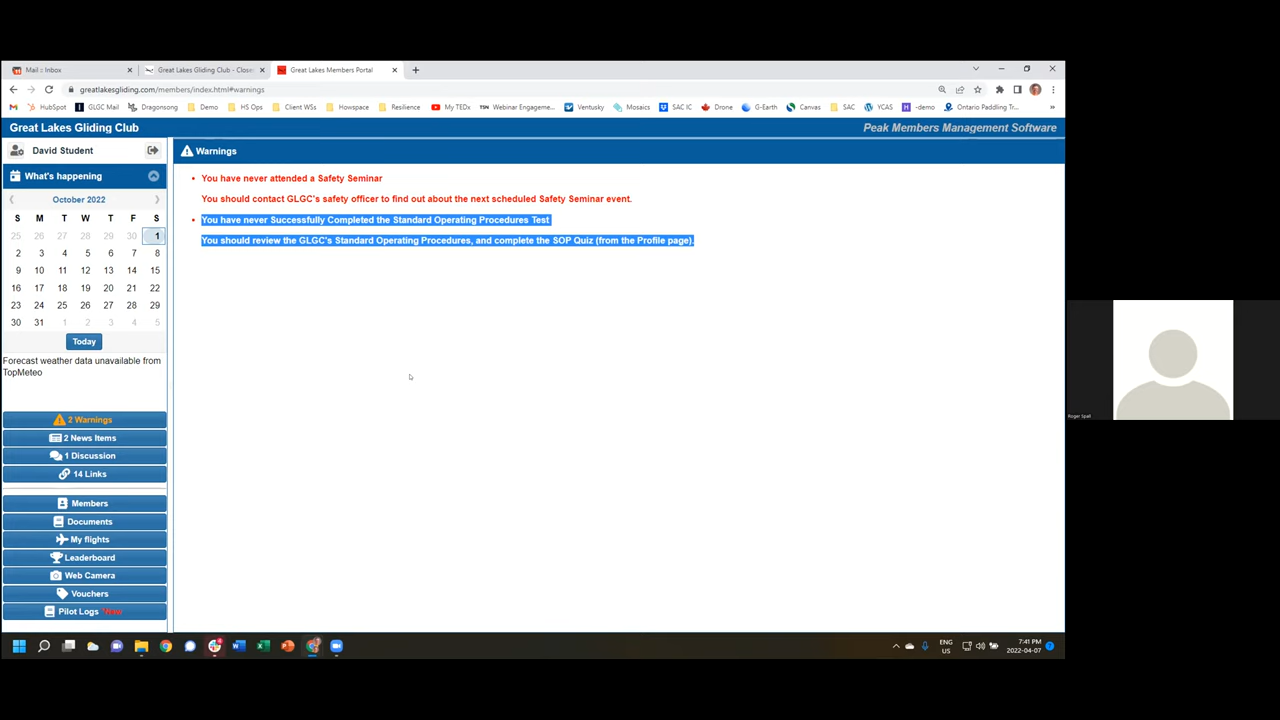 Mail :: Inbox
Great Lakes Gliding Club - Close
Great Lakes Members Portal
greatlakesgliding.com/members/index.html#warnings
HubSpot
GLGC Mail
Dragonsong
Demo
HS Ops
Client WSs
Howspace
Resilience
My TEDx
TSN Webinar Engageme...
Ventusky
Mosaics
SAC IC
Drone
G-Earth
Canvas
SAC
YCAS
-demo
Ontario Paddling Tr...
Great Lakes Gliding Club
Peak Members Management Software
David Student
Warnings
What's happening
October 2022
S M T W T F S
25 26 27 28 29 30 1
2 3 4 5 6 7 8
9 10 11 12 13 14 15
16 17 18 19 20 21 22
23 24 25 26 27 28 29
30 31 1 2 3 4 5
Today
Forecast weather data unavailable from
TopMeteo
2 Warnings
2 News Items
1 Discussion
14 Links
Members
Documents
My flights
Leaderboard
Web Camera
Vouchers
Pilot Logs New
• You have never attended a Safety Seminar
You should contact GLGC's safety officer to find out about the next scheduled Safety Seminar event.
• You have never Successfully Completed the Standard Operating Procedures Test
You should review the GLGC's Standard Operating Procedures, and complete the SOP Quiz (from the Profile page).
Roger Spall
ENG
US
7:41 PM
2022-04-07